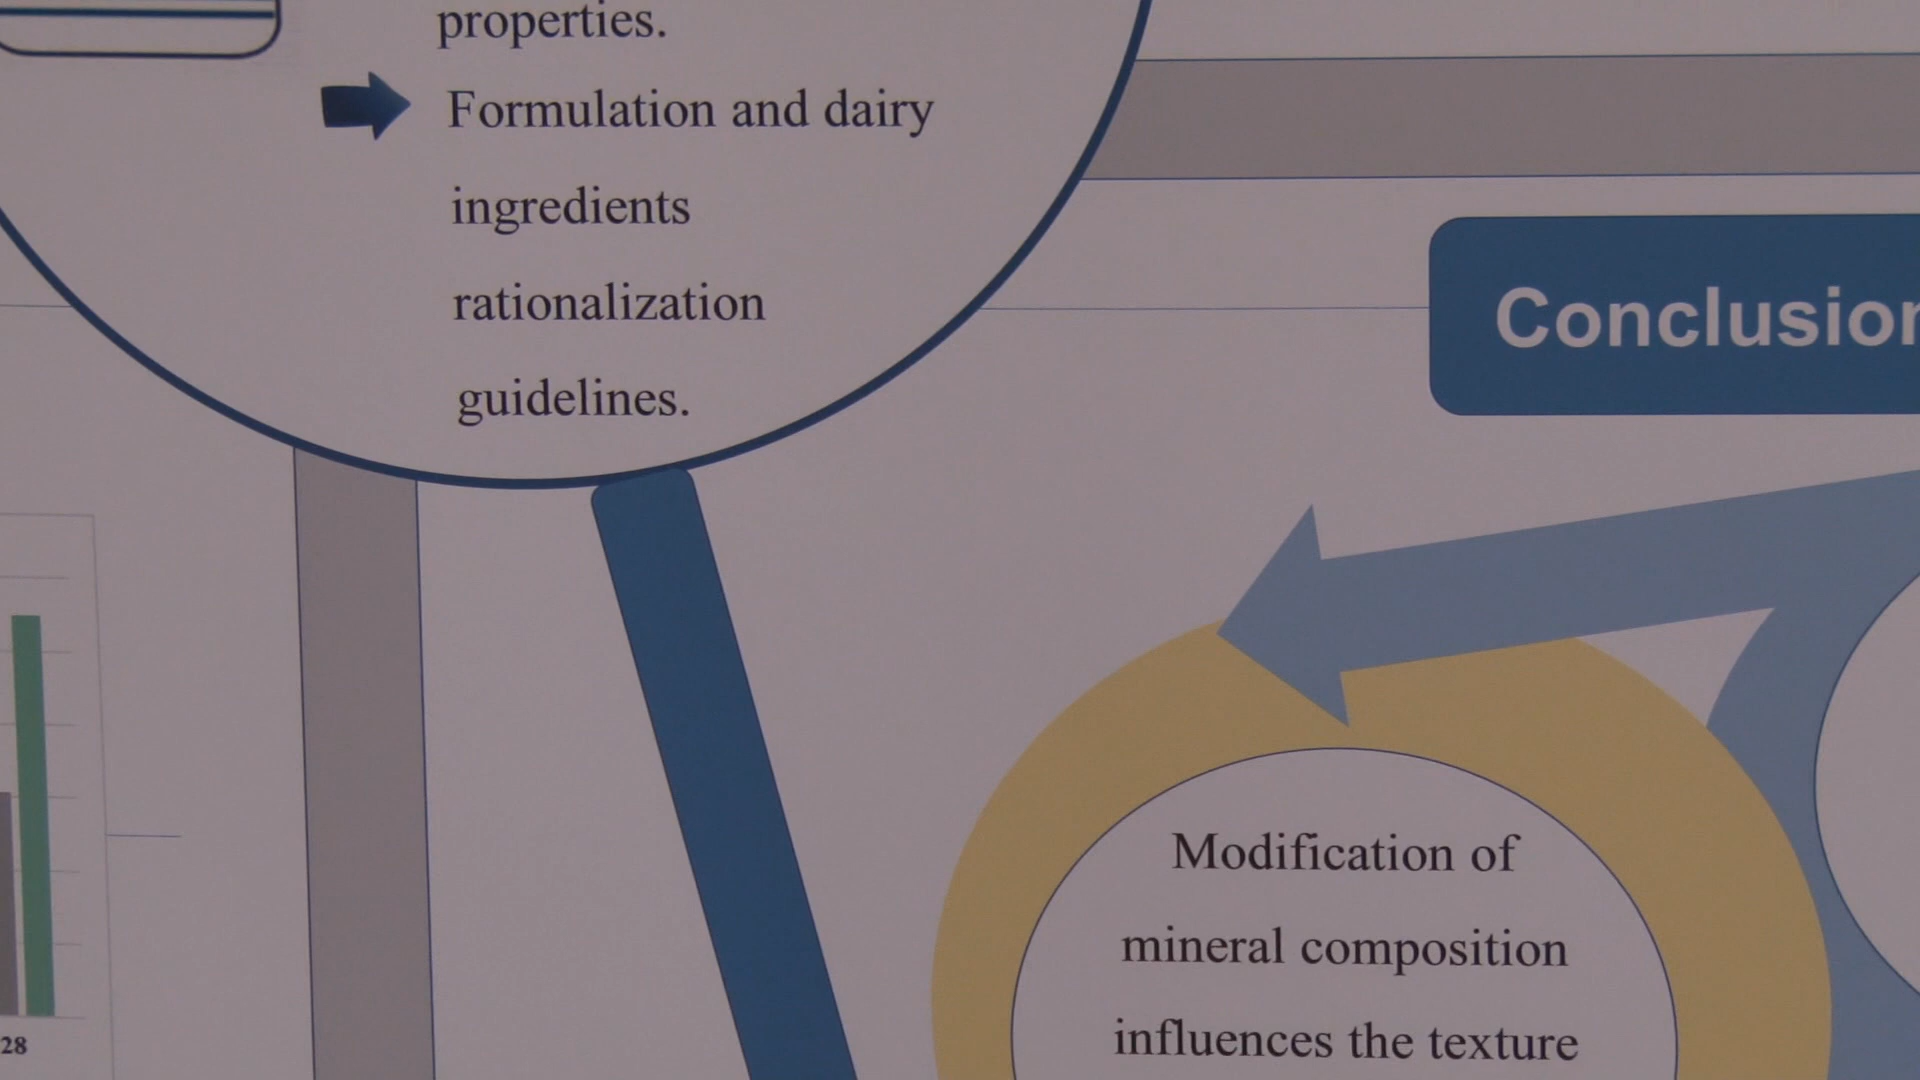 properties.
Formulation and dairy
ingredients
rationalization
guidelines.
Conclusion
Modification of
mineral composition
influences the texture
28